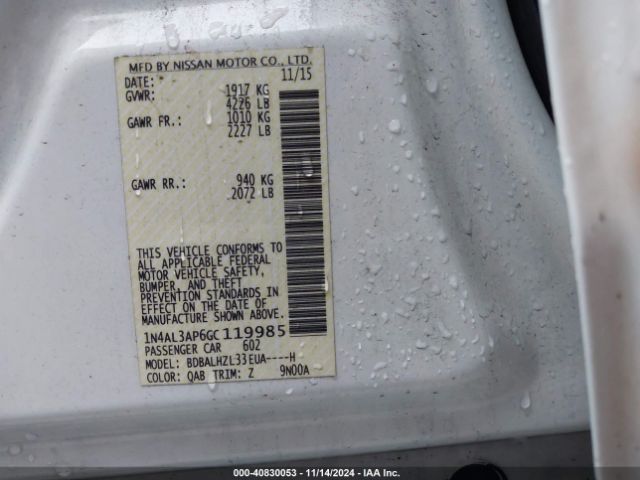 MFD BY NISSAN MOTOR CO., LTD.
DATE: 11/15
GVWR: 1917 KG
4226 LB
GAWR FR.: 1010 KG
2227 LB
GAWR RR.: 940 KG
2072 LB
THIS VEHICLE CONFORMS TO
ALL APPLICABLE FEDERAL
MOTOR VEHICLE SAFETY,
BUMPER, AND THEFT
PREVENTION STANDARDS IN
EFFECT ON THE DATE OF
MANUFACTURE SHOWN ABOVE.
1N4AL3AP6GC119985
PASSENGER CAR 602
MODEL: BDBALHZL33EUA----H
COLOR: QAB TRIM: Z 9N00A
000-40830053 - 11/14/2024 - IAA Inc.